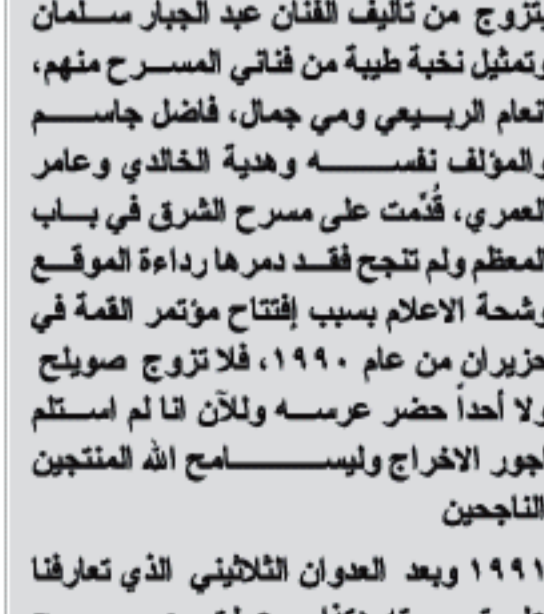 يتزوج من تأليف الفنان عبد الجبار سلمان
وتمثيل نخبة طيبة من فناني المسرح منهم،
انعام الربيعي ومي جمال، فاضل جاسم
والمؤلف نفسه وهدية الخالدي وعامر
العمري، قُدّمت على مسرح الشرق في باب
المعظم ولم تنجح فقد دمرها رداءة الموقع
وشحة الاعلام بسبب إفتتاح مؤتمر القمة في
حزيران من عام ١٩٩٠، فلا تزوج صويلح
ولا أحداً حضر عرسه وللآن انا لم استلم
اجور الاخراج وليسامح الله المنتجين
الناجحين
١٩٩١ وبعد العدوان الثلاثيني الذي تعارفنا